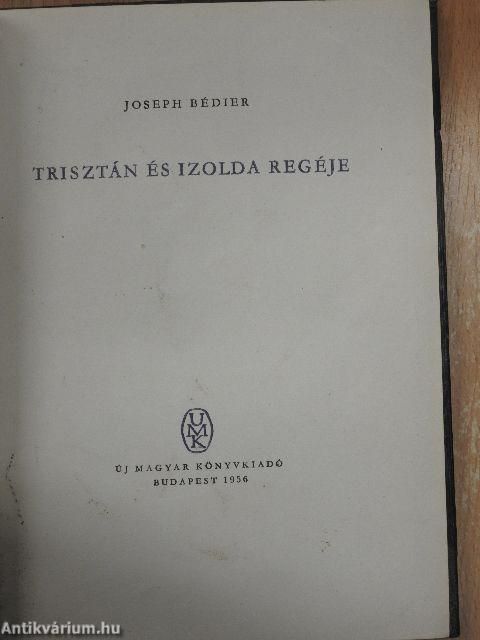 JOSEPH BÉDIER
TRISZTÁN ÉS IZOLDA REGÉJE
UMK
ÚJ MAGYAR KÖNYVKIADÓ
BUDAPEST 1956
Antikvárium.hu